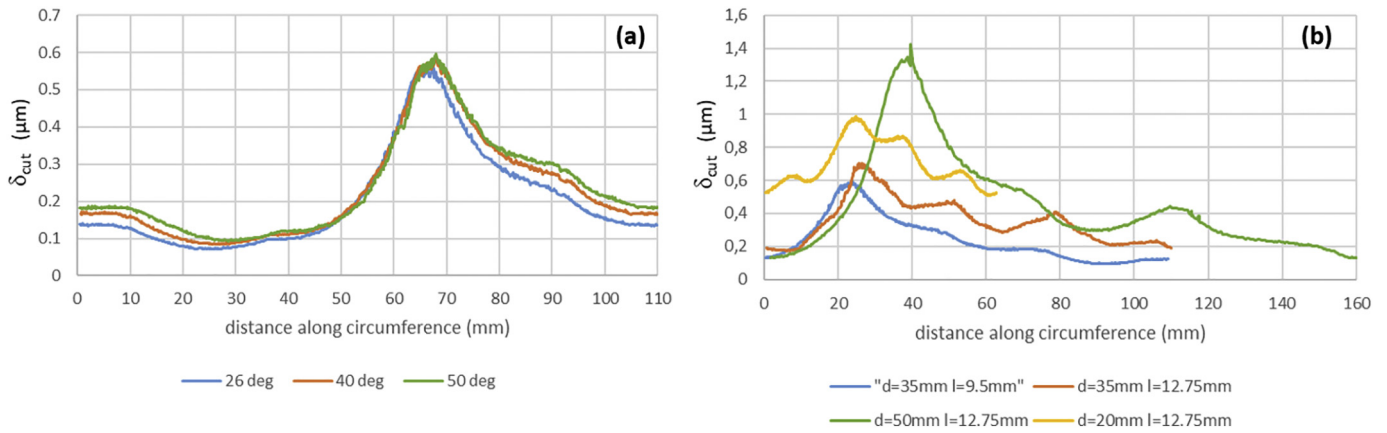 (a)
0.7
0.6
0.5
0.4
0.3
0.2
0.1
0
δcut (µm)
0 10 20 30 40 50 60 70 80 90 100 110
distance along circumference (mm)
26 deg 40 deg 50 deg
(b)
1,6
1,4
1,2
1
0,8
0,6
0,4
0,2
0
δcut (µm)
0 20 40 60 80 100 120 140 160
distance along circumference (mm)
"d=35mm l=9.5mm" d=35mm l=12.75mm
d=50mm l=12.75mm d=20mm l=12.75mm